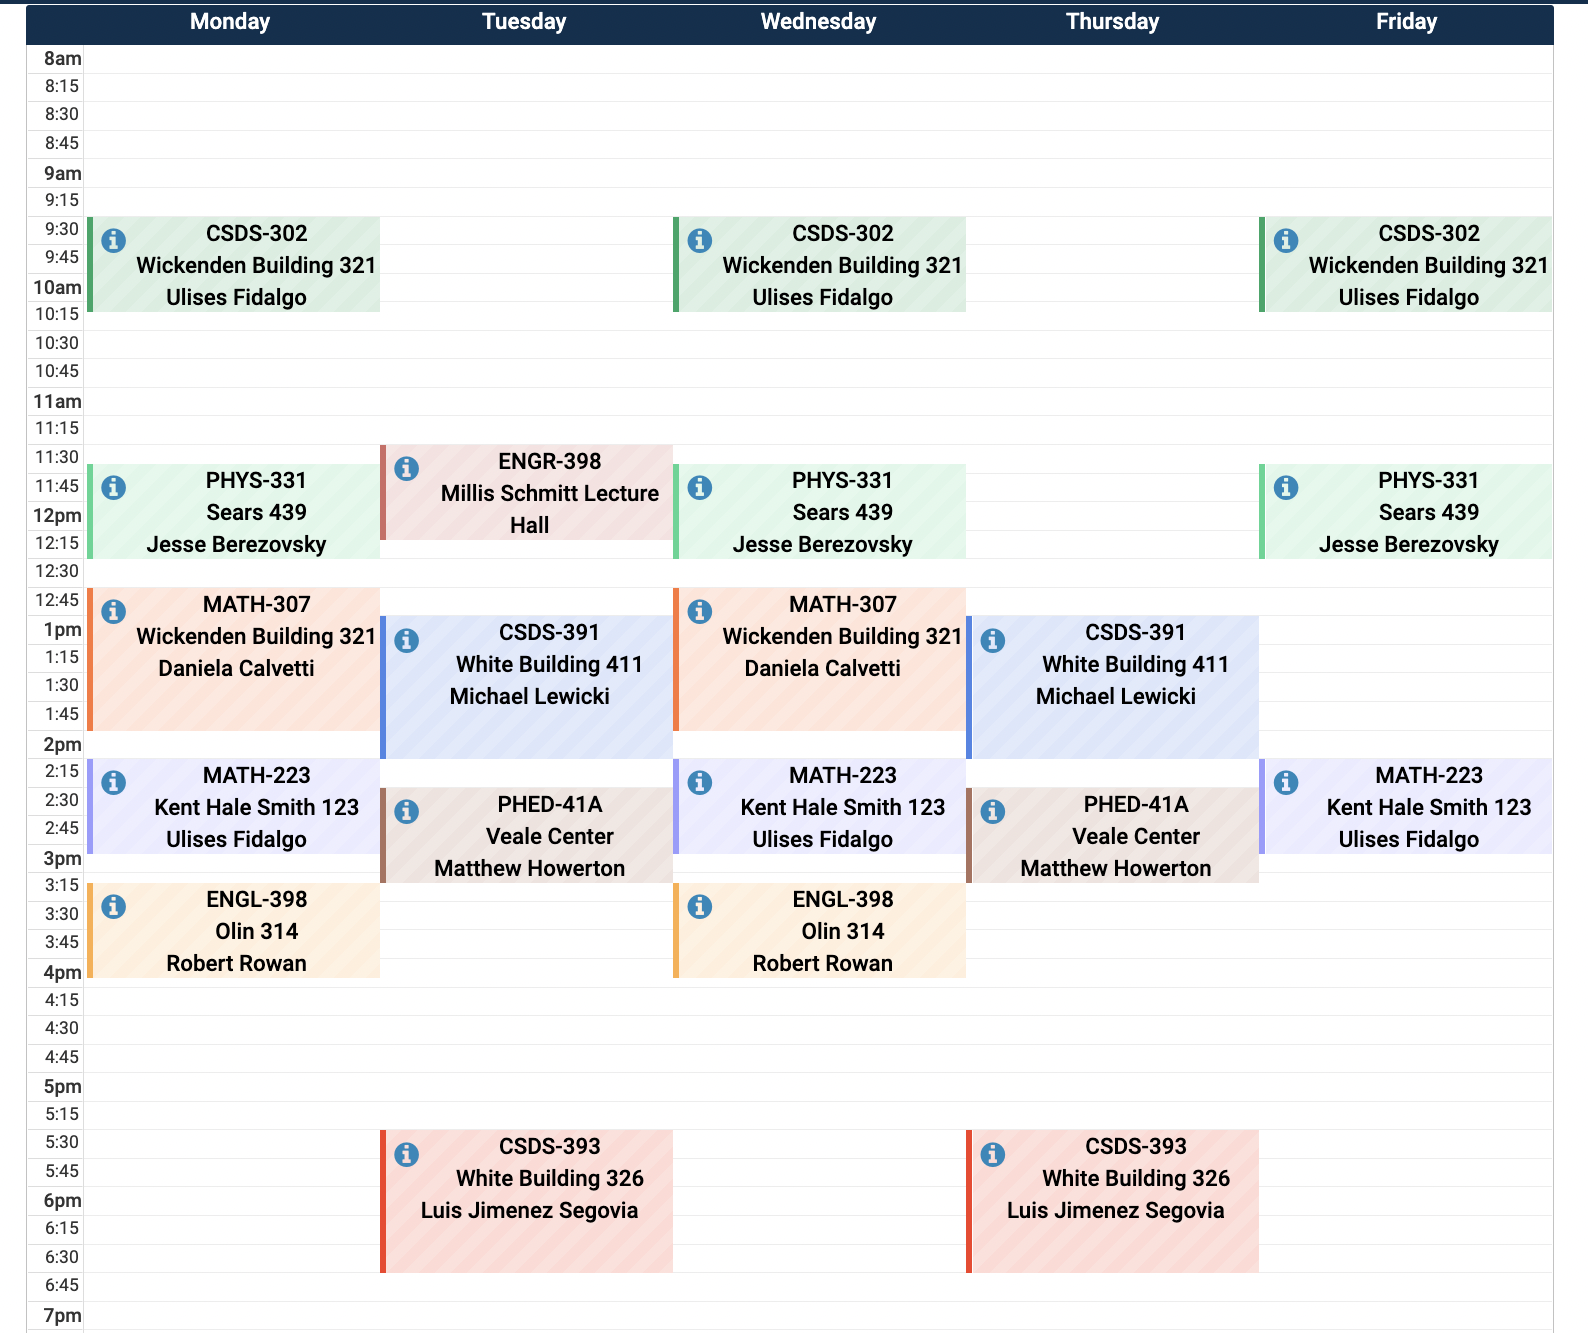 Monday Tuesday Wednesday Thursday Friday
8am
8:15
8:30
8:45
9am
9:15
9:30
9:45
10am
10:15
10:30
10:45
11am
11:15
11:30
11:45
12pm
12:15
12:30
12:45
1pm
1:15
1:30
1:45
2pm
2:15
2:30
2:45
3pm
3:15
3:30
3:45
4pm
4:15
4:30
4:45
5pm
5:15
5:30
5:45
6pm
6:15
6:30
6:45
7pm
CSDS-302
Wickenden Building 321
Ulises Fidalgo
PHYS-331
Sears 439
Jesse Berezovsky
MATH-307
Wickenden Building 321
Daniela Calvetti
MATH-223
Kent Hale Smith 123
Ulises Fidalgo
ENGL-398
Olin 314
Robert Rowan
ENGR-398
Millis Schmitt Lecture
Hall
CSDS-391
White Building 411
Michael Lewicki
PHED-41A
Veale Center
Matthew Howerton
CSDS-393
White Building 326
Luis Jimenez Segovia
CSDS-302
Wickenden Building 321
Ulises Fidalgo
PHYS-331
Sears 439
Jesse Berezovsky
MATH-307
Wickenden Building 321
Daniela Calvetti
MATH-223
Kent Hale Smith 123
Ulises Fidalgo
ENGL-398
Olin 314
Robert Rowan
CSDS-391
White Building 411
Michael Lewicki
PHED-41A
Veale Center
Matthew Howerton
CSDS-393
White Building 326
Luis Jimenez Segovia
CSDS-302
Wickenden Building 321
Ulises Fidalgo
PHYS-331
Sears 439
Jesse Berezovsky
MATH-223
Kent Hale Smith 123
Ulises Fidalgo